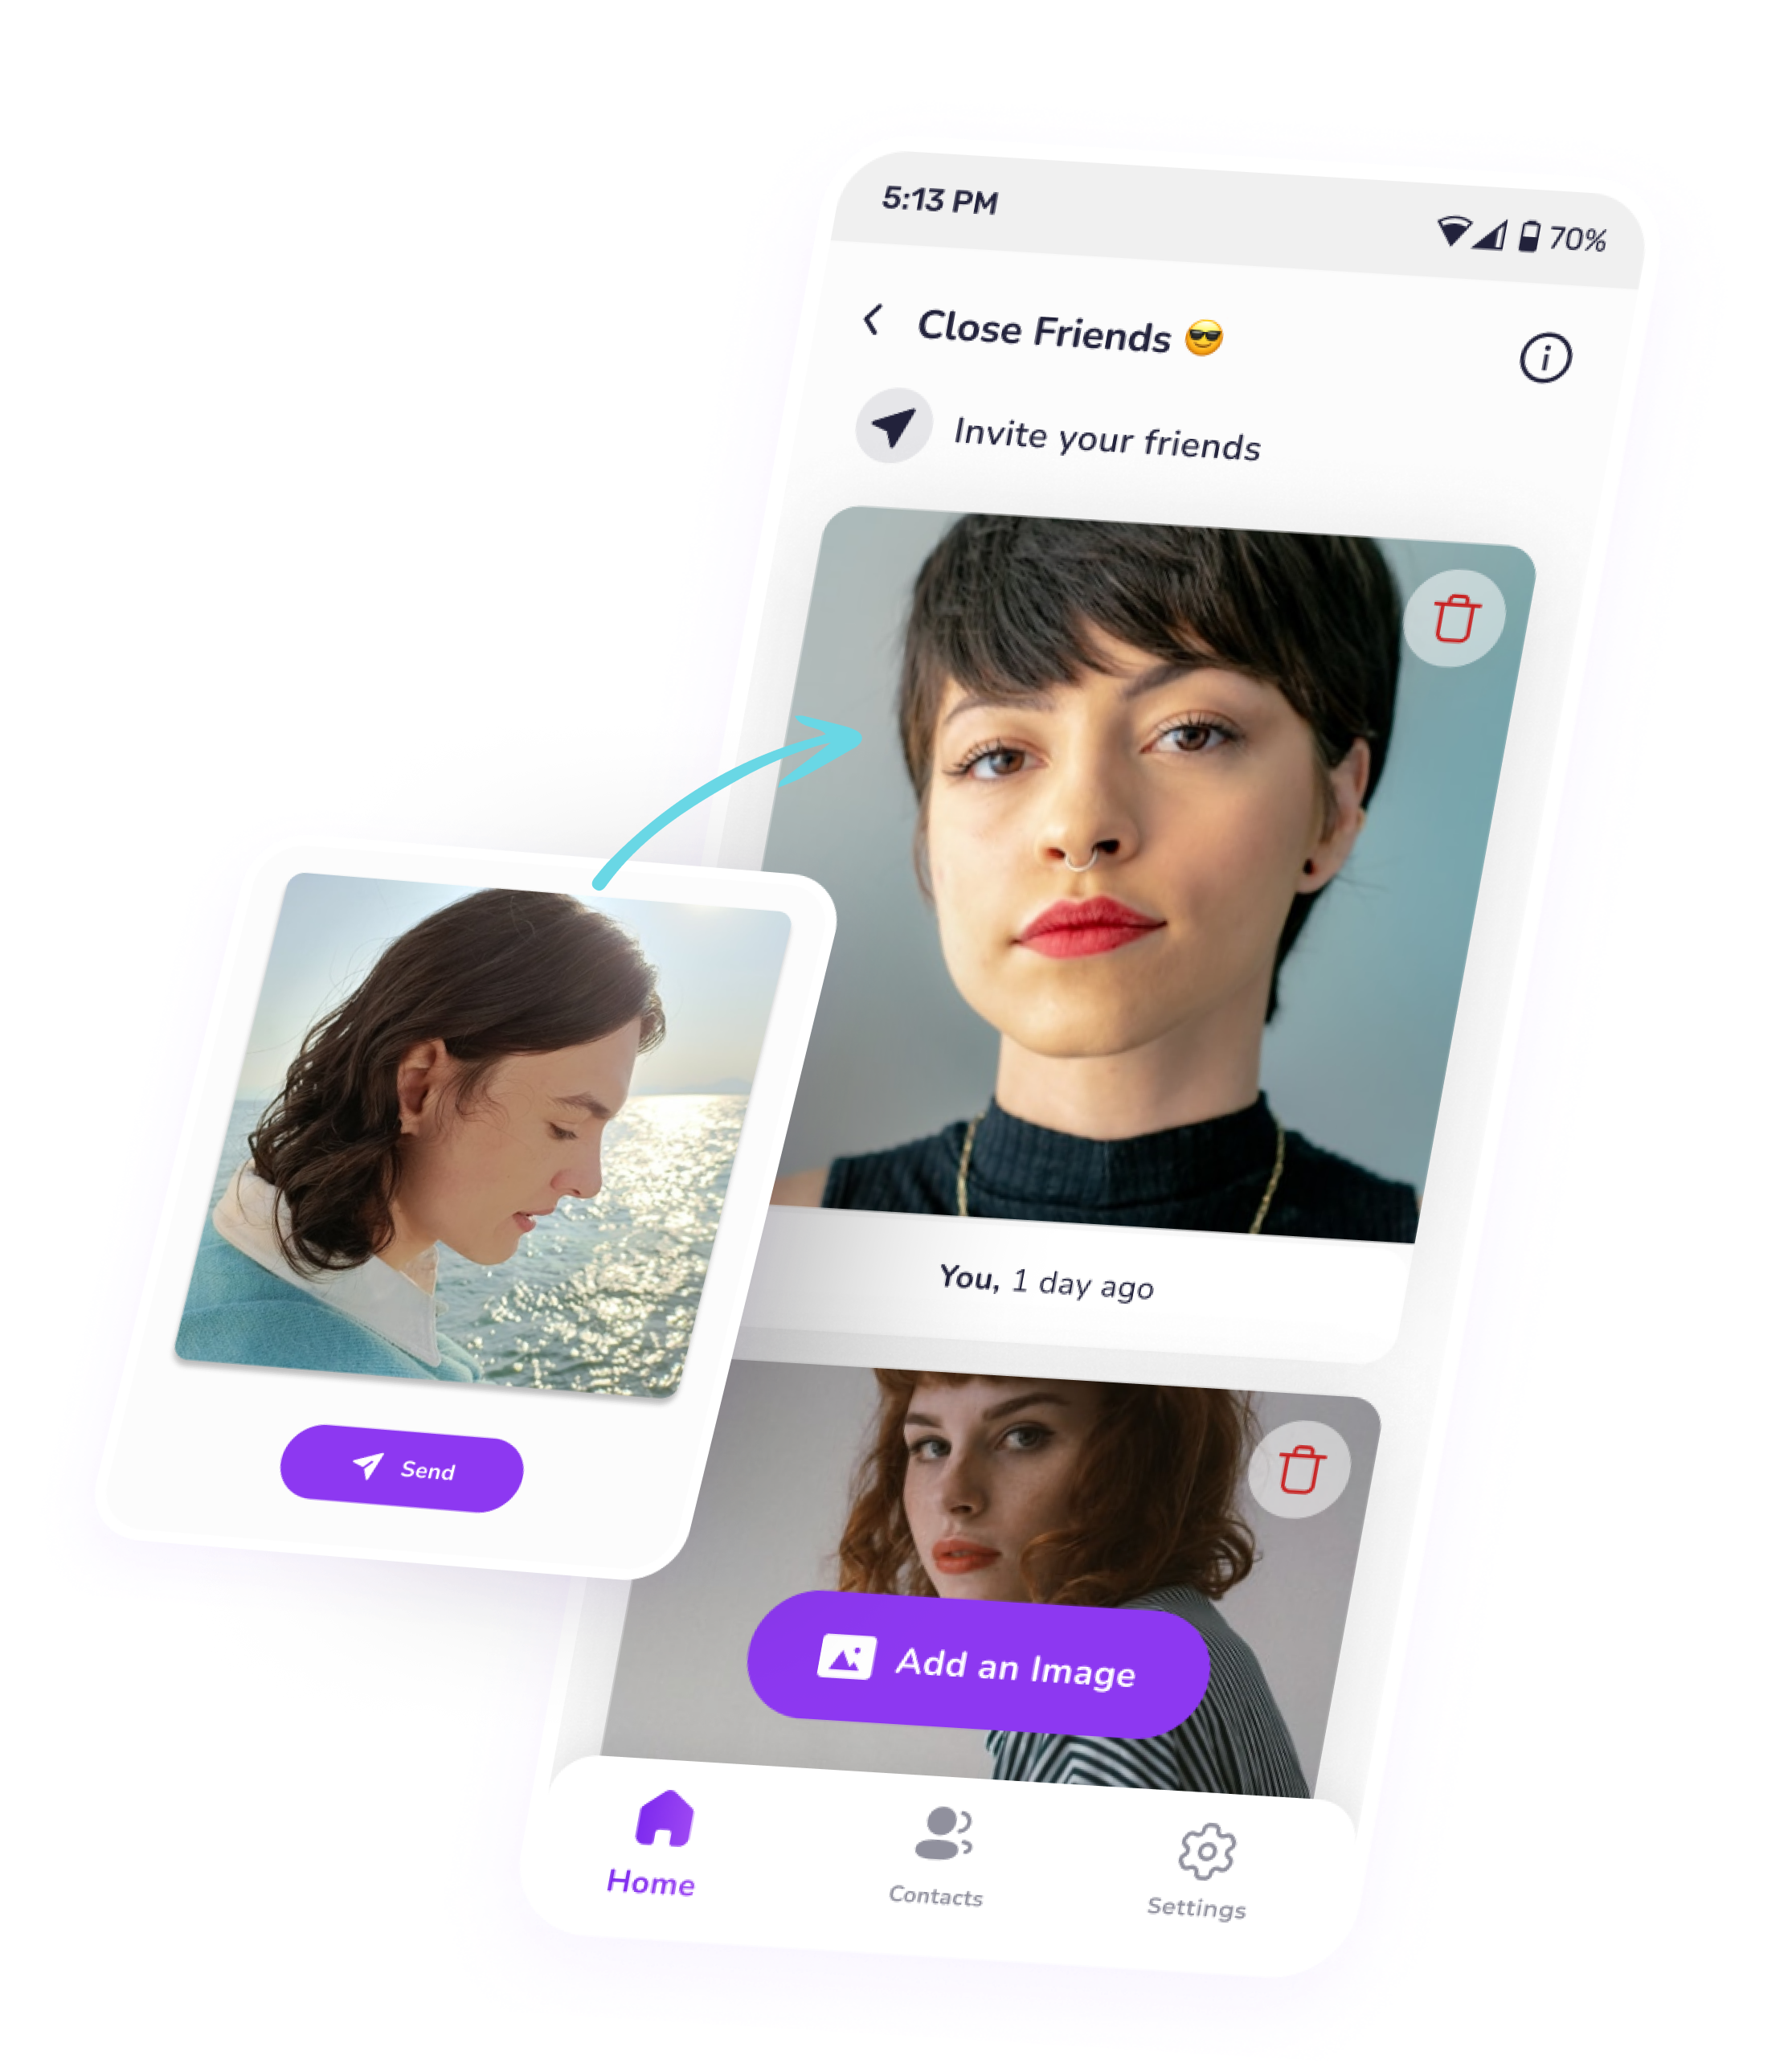 5:13 PM
70%
Close Friends 😎
Invite your friends
You, 1 day ago
Send
Add an Image
Home
Contacts
Settings